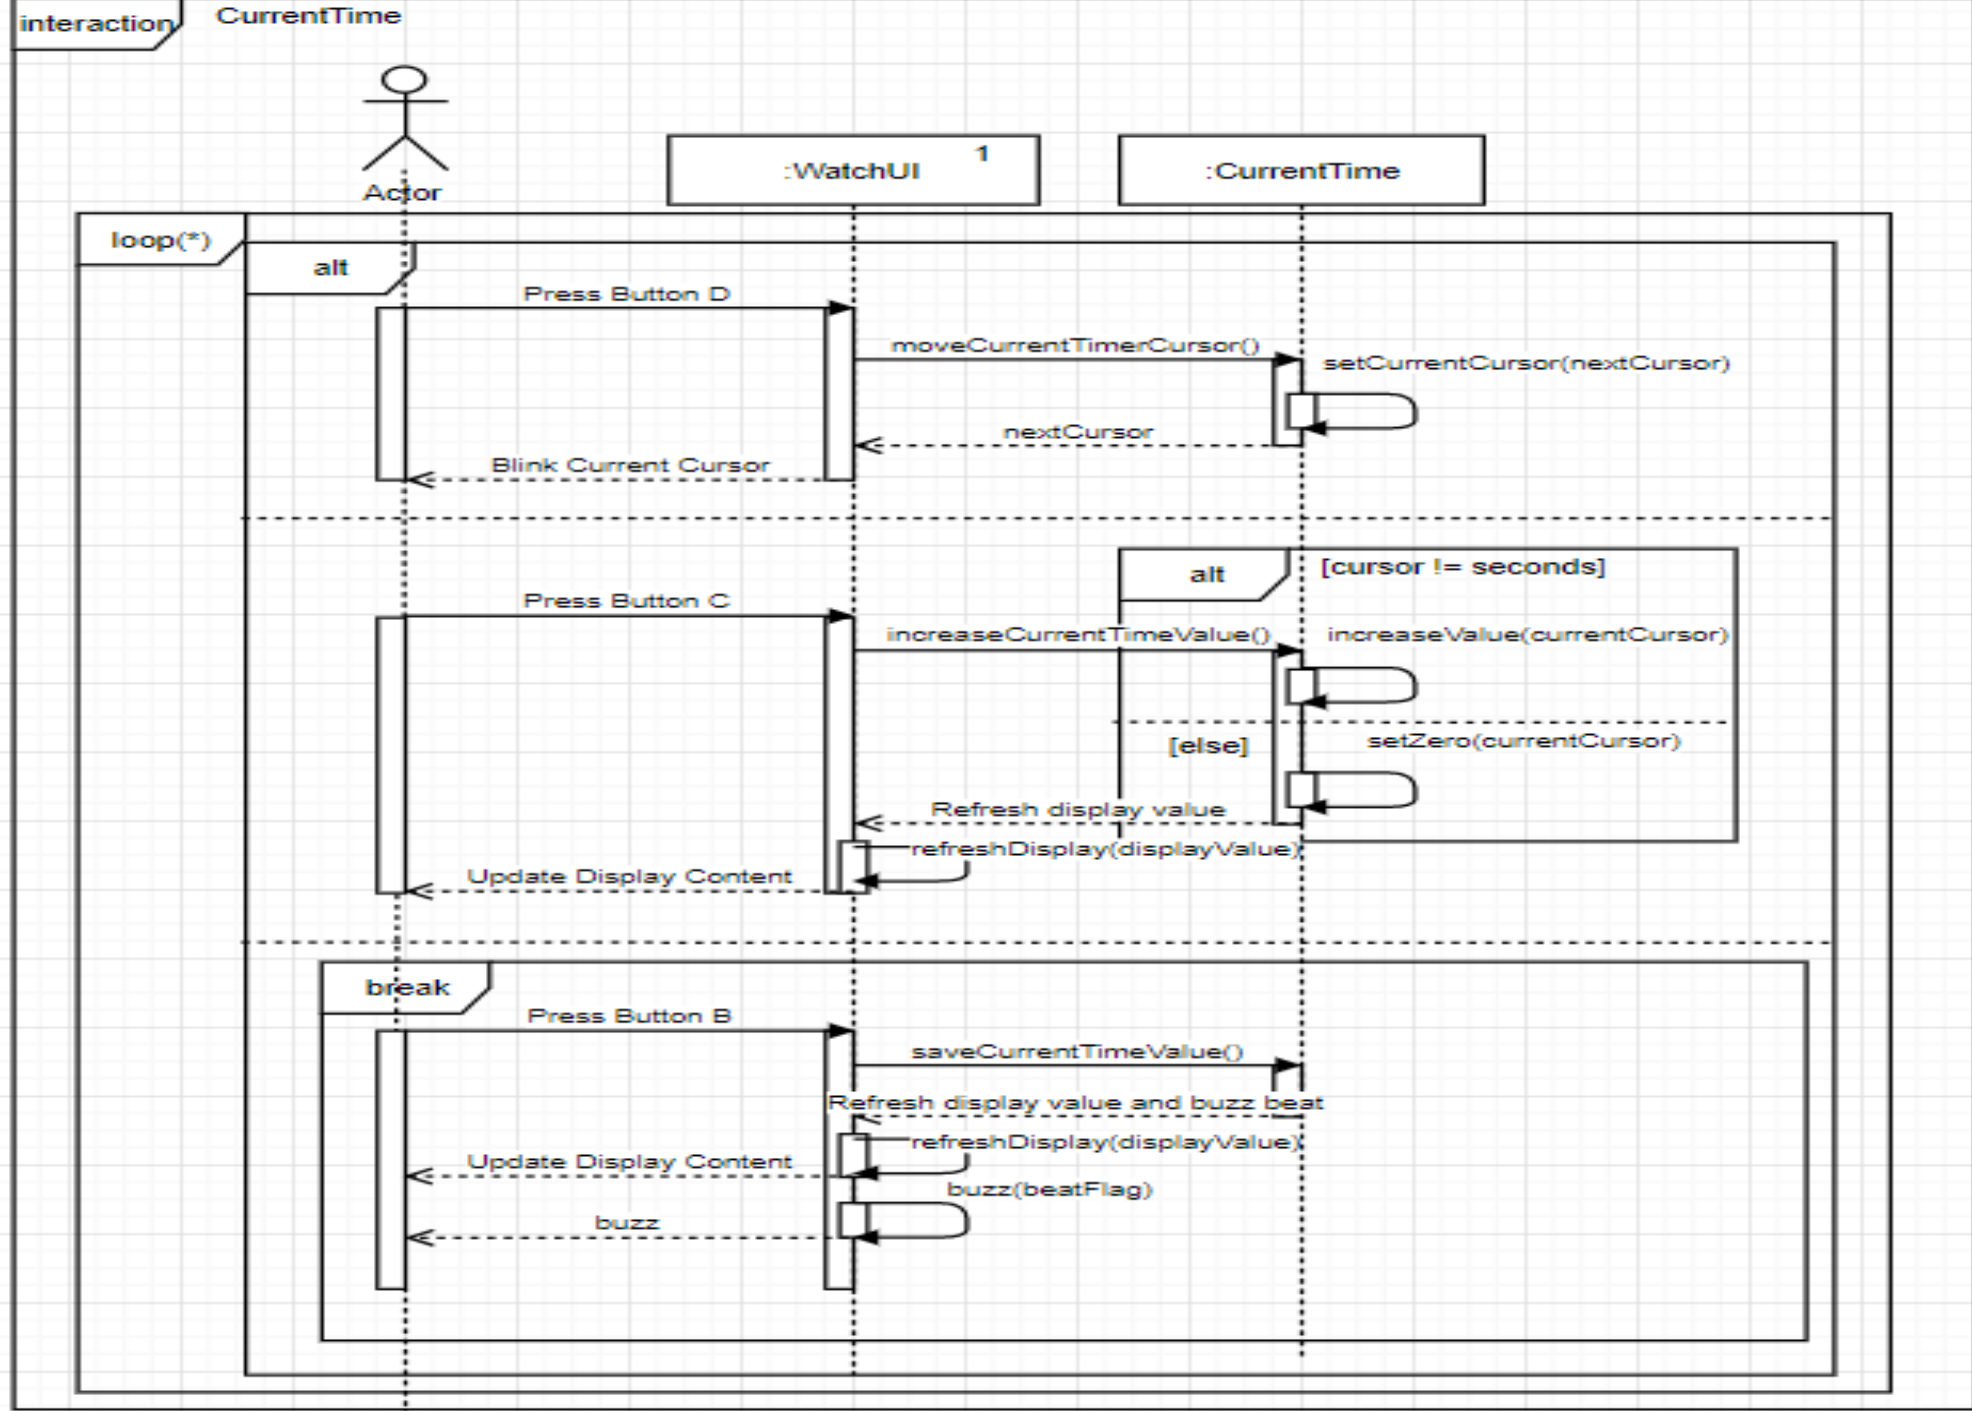 interaction
CurrentTime
Actor
:WatchUI
1
:CurrentTime
loop(*)
alt
Press Button D
moveCurrentTimerCursor()
setCurrentCursor(nextCursor)
nextCursor
Blink Current Cursor
alt
[cursor != seconds]
Press Button C
increaseCurrentTimeValue()
increaseValue(currentCursor)
[else]
setZero(currentCursor)
Refresh display value
refreshDisplay(displayValue)
Update Display Content
break
Press Button B
saveCurrentTimeValue()
Refresh display value and buzz beat
refreshDisplay(displayValue)
Update Display Content
buzz(beatFlag)
buzz